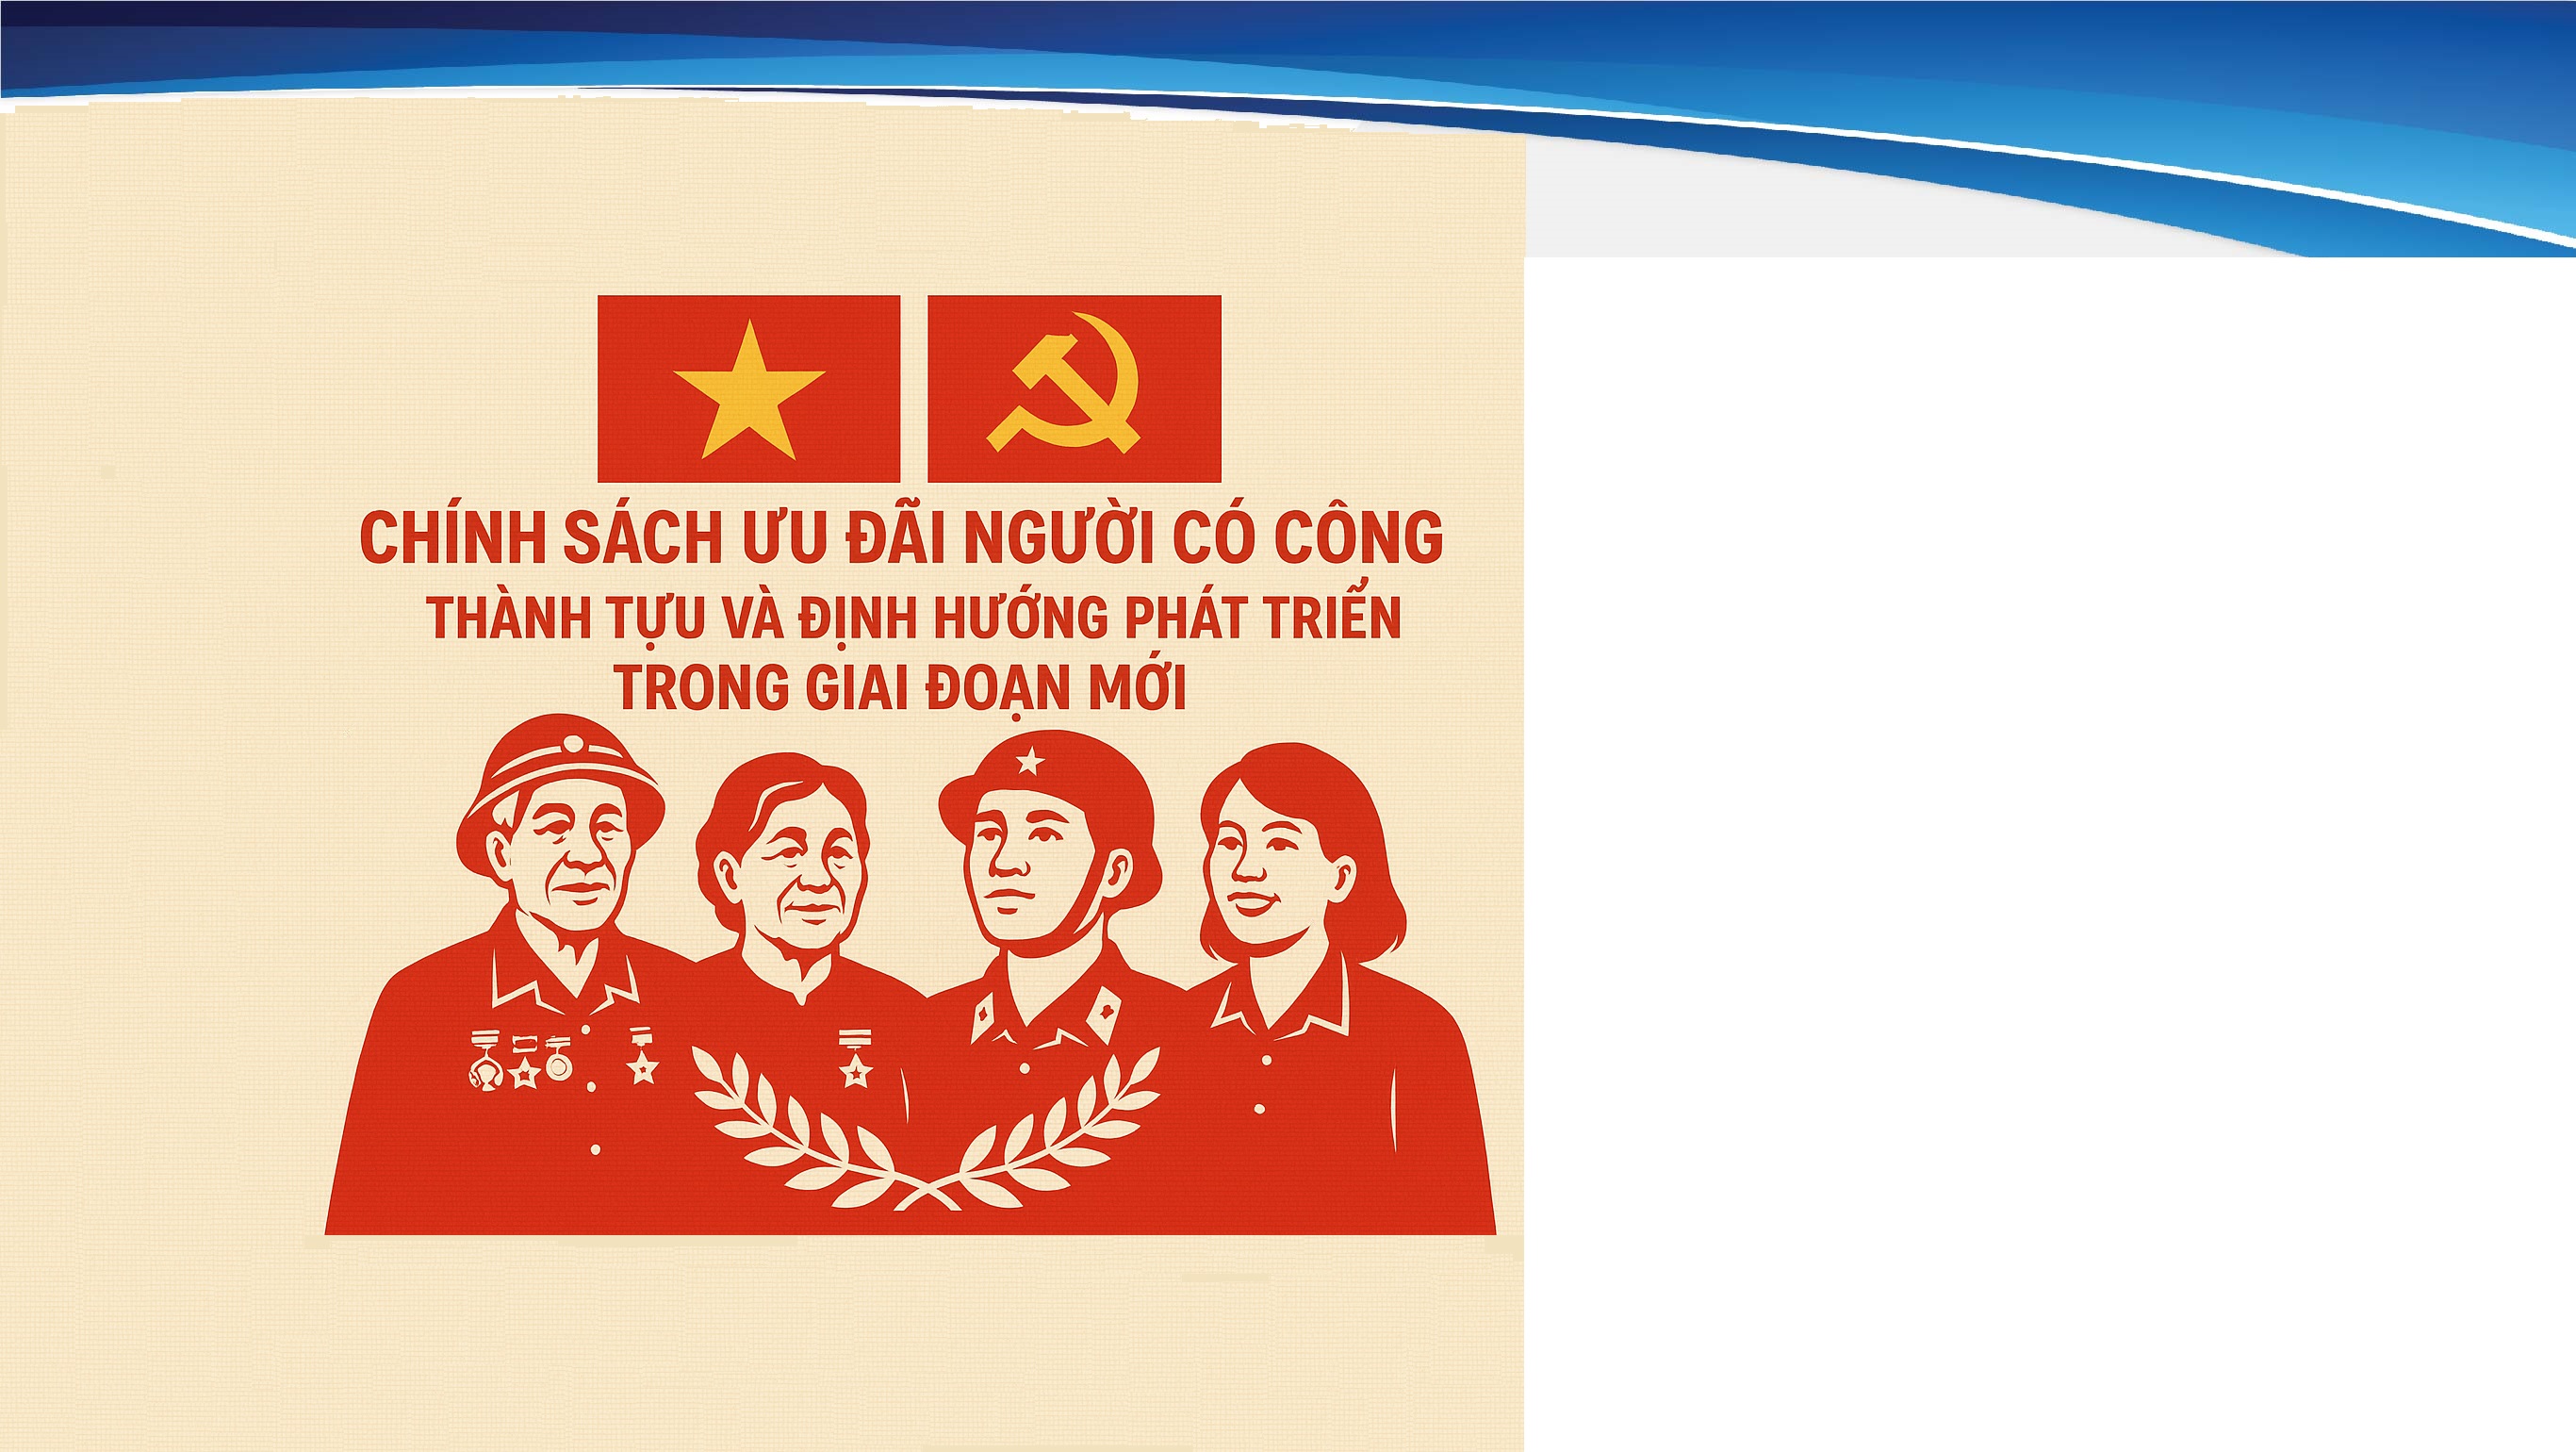 CHÍNH SÁCH ƯU ĐÃI NGƯỜI CÓ CÔNG
THÀNH TỰU VÀ ĐỊNH HƯỚNG PHÁT TRIỂN
TRONG GIAI ĐOẠN MỚI